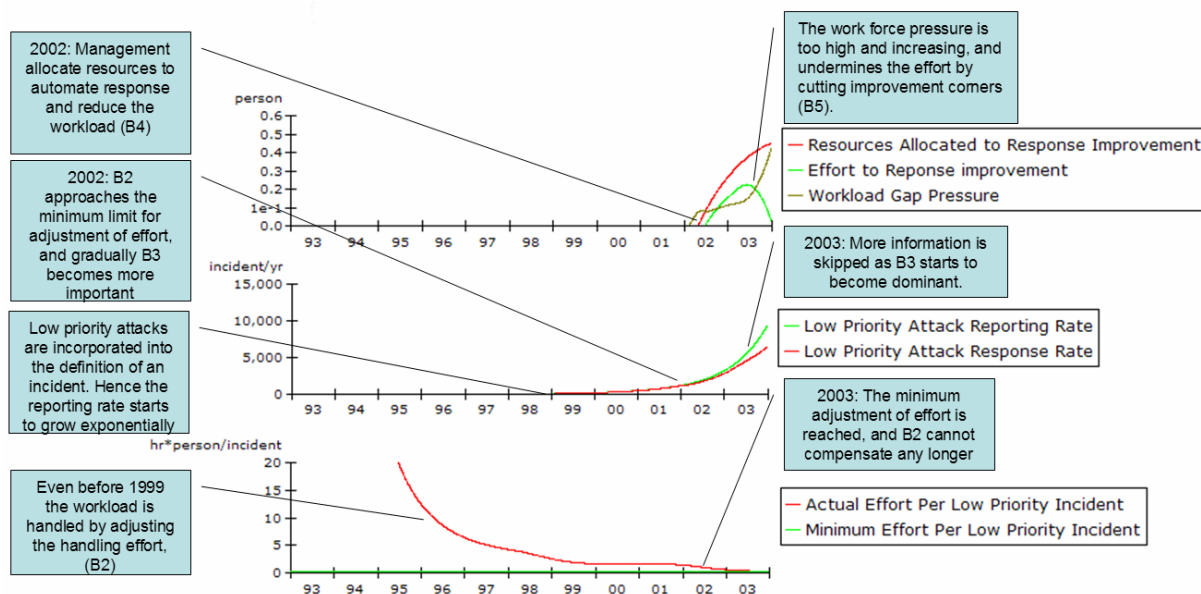 2002: Management
allocate resources to
automate response
and reduce the
workload (B4)
The work force pressure is
too high and increasing, and
undermines the effort by
cutting improvement corners
(B5).
person
0.6
0.5
0.4
0.3
0.2
1e-1
0.0
93 94 95 96 97 98 99 00 01 02 03
Resources Allocated to Response Improvement
Effort to Reponse improvement
Workload Gap Pressure
2002: B2
approaches the
minimum limit for
adjustment of effort,
and gradually B3
becomes more
important
2003: More information is
skipped as B3 starts to
become dominant.
incident/yr
15,000
10,000
5,000
0
93 94 95 96 97 98 99 00 01 02 03
Low Priority Attack Reporting Rate
Low Priority Attack Response Rate
Low priority attacks
are incorporated into
the definition of an
incident. Hence the
reporting rate starts
to grow exponentially
2003: The minimum
adjustment of effort is
reached, and B2 cannot
compensate any longer
hr*person/incident
20
15
10
5
0
93 94 95 96 97 98 99 00 01 02 03
Even before 1999
the workload is
handled by adjusting
the handling effort,
(B2)
Actual Effort Per Low Priority Incident
Minimum Effort Per Low Priority Incident